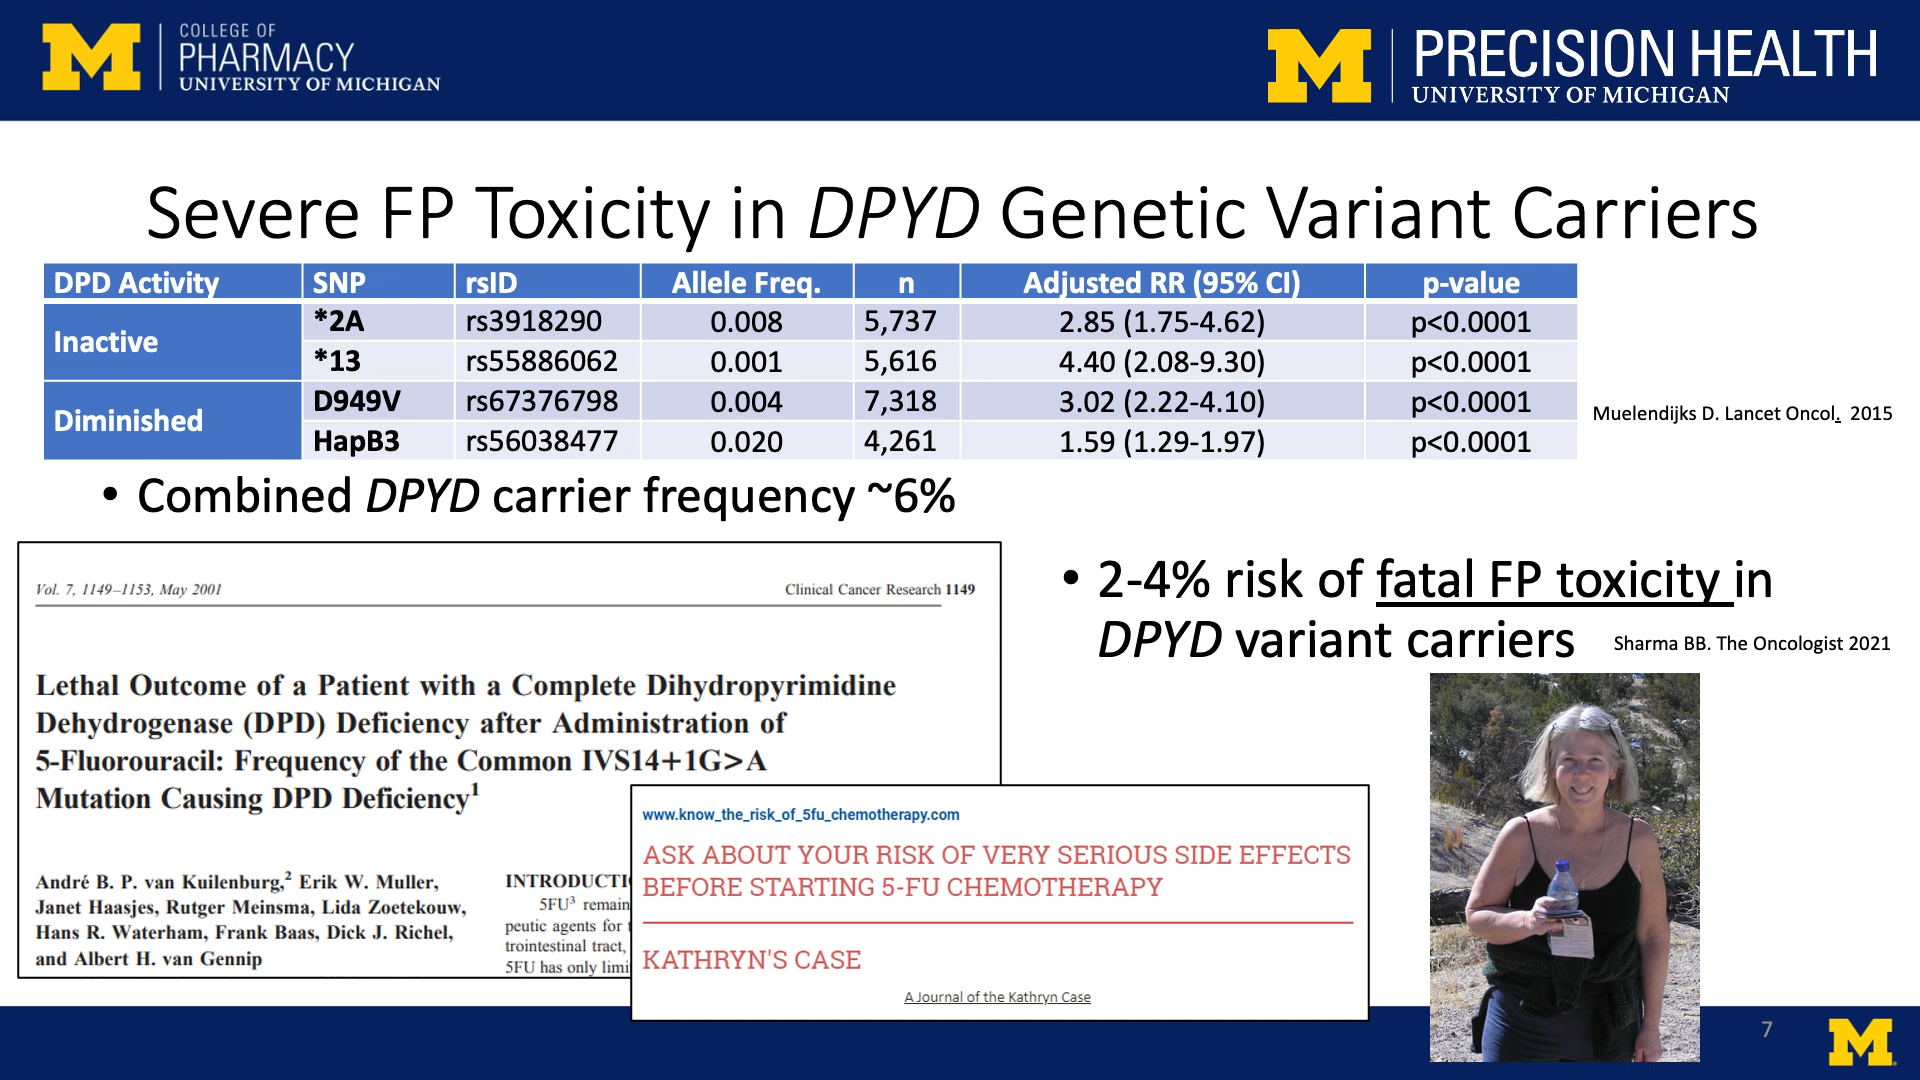 COLLEGE OF
PHARMACY
UNIVERSITY OF MICHIGAN
PRECISION HEALTH
UNIVERSITY OF MICHIGAN
Severe FP Toxicity in DPYD Genetic Variant Carriers
DPD Activity SNP rsID Allele Freq. n Adjusted RR (95% CI) p-value
Inactive
*2A rs3918290 0.008 5,737 2.85 (1.75-4.62) p<0.0001
*13 rs55886062 0.001 5,616 4.40 (2.08-9.30) p<0.0001
Diminished
D949V rs67376798 0.004 7,318 3.02 (2.22-4.10) p<0.0001
HapB3 rs56038477 0.020 4,261 1.59 (1.29-1.97) p<0.0001
Muelendijks D. Lancet Oncol. 2015
• Combined DPYD carrier frequency ~6%
Vol. 7, 1149–1153, May 2001 Clinical Cancer Research 1149
Lethal Outcome of a Patient with a Complete Dihydropyrimidine
Dehydrogenase (DPD) Deficiency after Administration of
5-Fluorouracil: Frequency of the Common IVS14+1G>A
Mutation Causing DPD Deficiency1
André B. P. van Kuilenburg,2 Erik W. Muller,
Janet Haasjes, Rutger Meinsma, Lida Zoetekouw,
Hans R. Waterham, Frank Baas, Dick J. Richel,
and Albert H. van Gennip
INTRODUCTI
5FU3 remain
peutic agents for t
trointestinal tract,
5FU has only limi
www.know_the_risk_of_5fu_chemotherapy.com
ASK ABOUT YOUR RISK OF VERY SERIOUS SIDE EFFECTS
BEFORE STARTING 5-FU CHEMOTHERAPY
KATHRYN'S CASE
A Journal of the Kathryn Case
• 2-4% risk of fatal FP toxicity in
DPYD variant carriers
Sharma BB. The Oncologist 2021
7